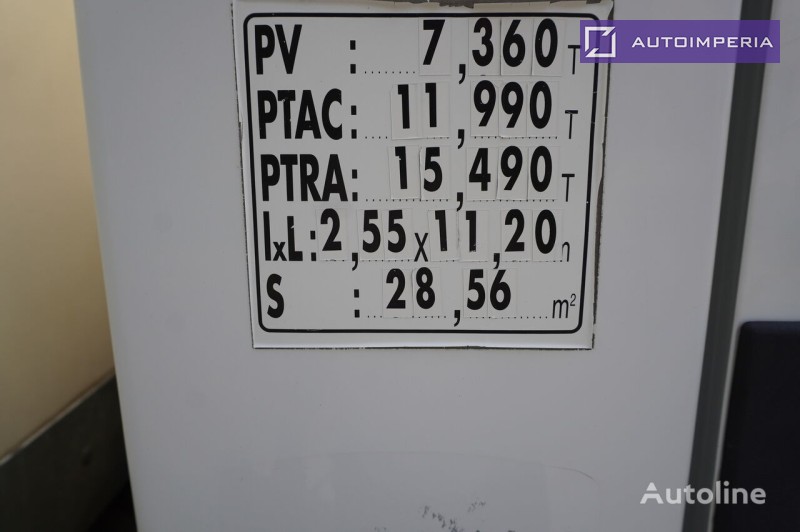 PV : 7,360 T
AUTOIMPERIA
PTAC : 11,990 T
PTRA : 15,490 T
lxL : 2,55 x 11,20 m
S : 28,56 m²
Autoline